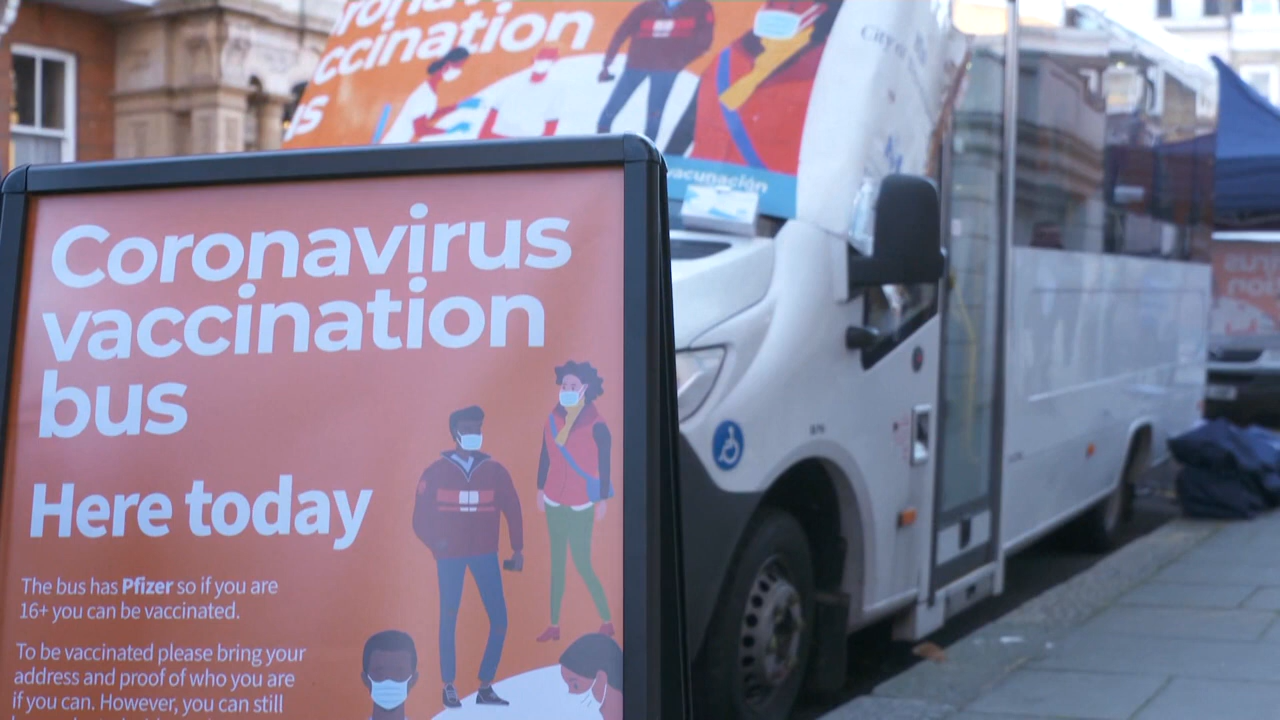 Coronavirus
vaccination
bus
Here today
The bus has Pfizer so if you are
16+ you can be vaccinated.
To be vaccinated please bring your
address and proof of who you are
if you can. However, you can still
ccination
vacunación
City of